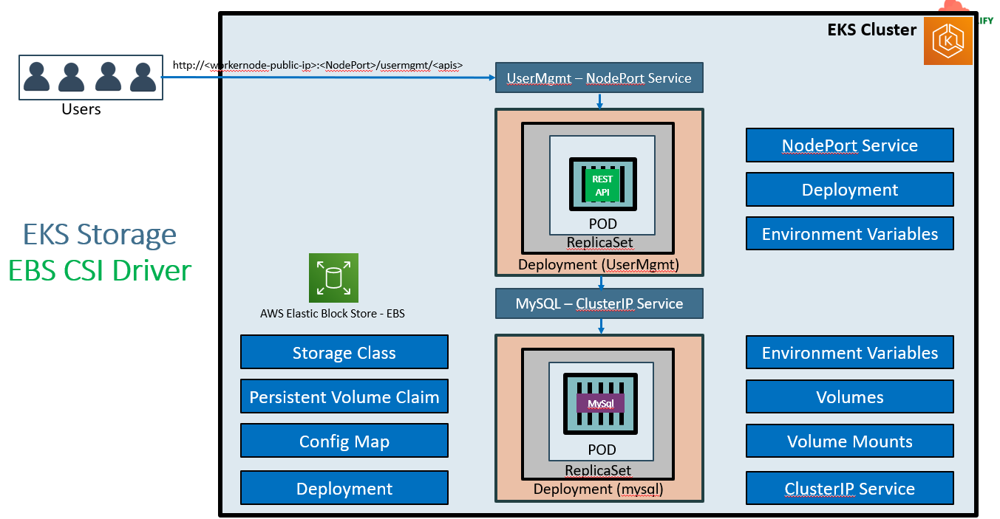 EKS Cluster
IFY
http://<workernode-public-ip>:<NodePort>/usermgmt/<apis>
Users
UserMgmt – NodePort Service
REST
API
POD
ReplicaSet
Deployment (UserMgmt)
NodePort Service
Deployment
Environment Variables
EKS Storage
EBS CSI Driver
AWS Elastic Block Store - EBS
MySQL – ClusterIP Service
Storage Class
Persistent Volume Claim
Config Map
Deployment
MySql
POD
ReplicaSet
Deployment (mysql)
Environment Variables
Volumes
Volume Mounts
ClusterIP Service